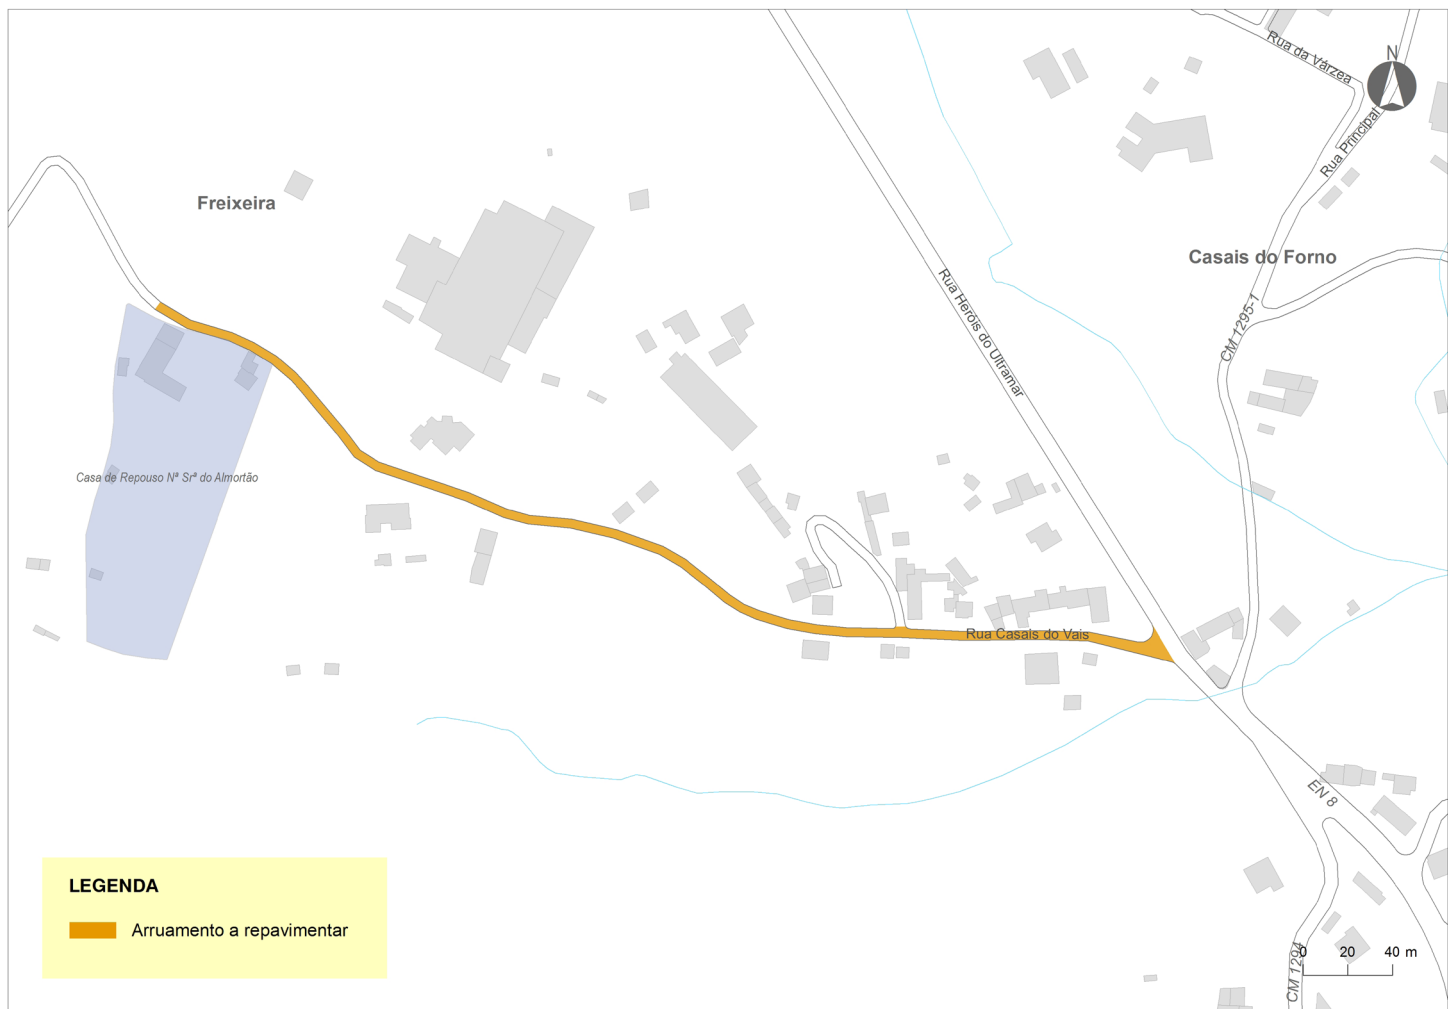 Rua da Várzea
N
Rua Principal
Freixeira
Casais do Forno
Rua Heróis do Ultramar
CM 1295-1
Casa de Repouso Nª Srª do Almortão
Rua Casais do Vais
EN 8
LEGENDA
Arruamento a repavimentar
CM 1294
0 20 40 m